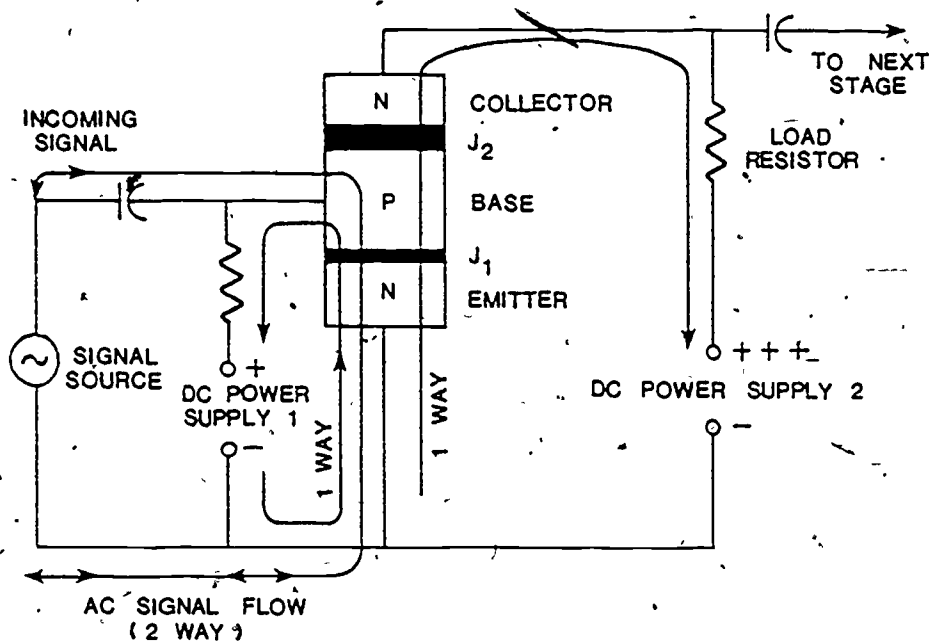 TO NEXT
STAGE
N
COLLECTOR
INCOMING
SIGNAL
J2
LOAD
RESISTOR
P
BASE
J1
N
EMITTER
SIGNAL
SOURCE
+
DC POWER
SUPPLY 1
−
1 WAY
1 WAY
+ + +
DC POWER SUPPLY 2
−
AC SIGNAL FLOW
( 2 WAY )